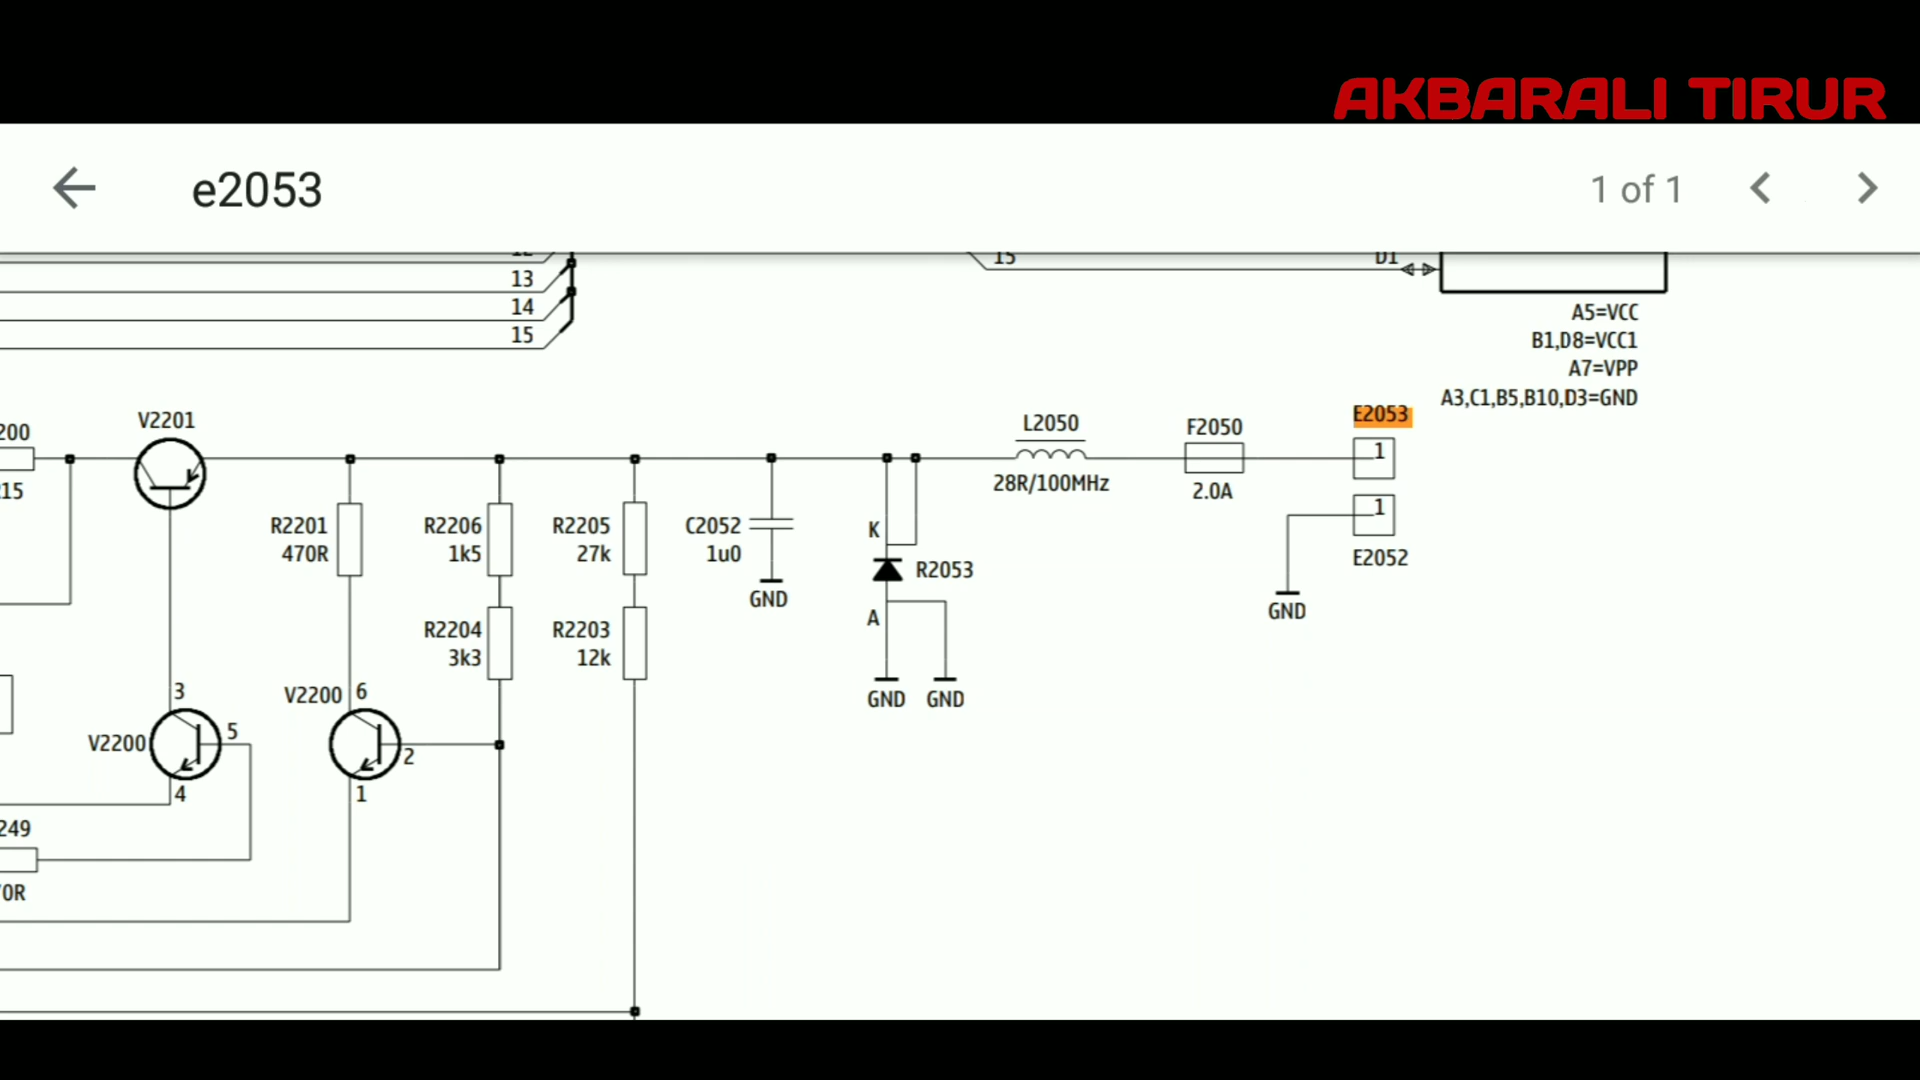 AKBARALI TIRUR
e2053
1 of 1
13
14
15
15
D1
A5=VCC
B1,D8=VCC1
A7=VPP
A3,C1,B5,B10,D3=GND
V2201
200
15
L2050
28R/100MHz
F2050
2.0A
E2053
1
1
E2052
GND
R2201
470R
R2206
1k5
R2205
27k
C2052
1u0
GND
K
R2053
A
GND
GND
R2204
3k3
R2203
12k
3
V2200
5
4
V2200
6
2
1
249
0R